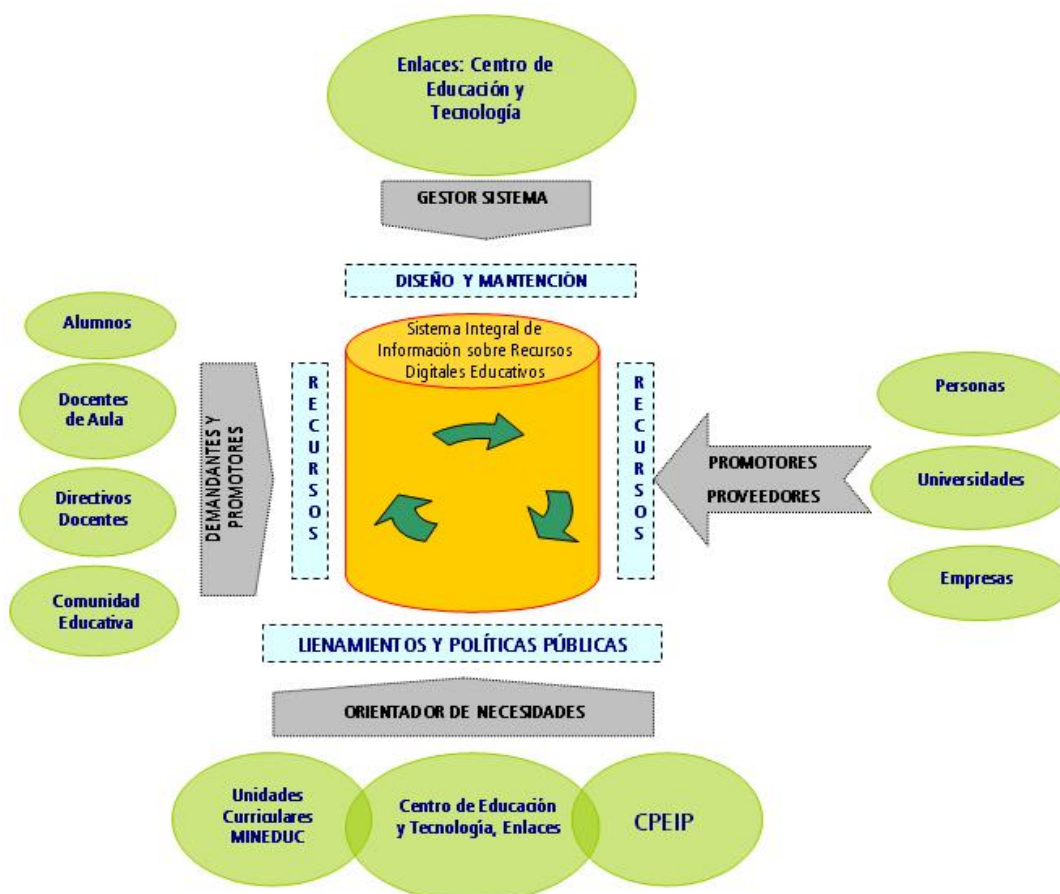 Enlaces: Centro de
Educación y
Tecnología
GESTOR SISTEMA
DISEÑO Y MANTENCIÓN
Alumnos
Docentes
de Aula
Directivos
Docentes
Comunidad
Educativa
DEMANDANTES Y
PROMOTORES
RECURSOS
Sistema Integral de
Información sobre Recursos
Digitales Educativos
RECURSOS
PROMOTORES
PROVEEDORES
Personas
Universidades
Empresas
LIENAMIENTOS Y POLÍTICAS PÚBLICAS
ORIENTADOR DE NECESIDADES
Unidades
Curriculares
MINEDUC
Centro de Educación
y Tecnología, Enlaces
CPEIP